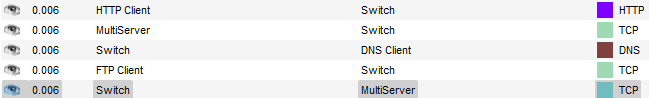 0.006 HTTP Client Switch HTTP
0.006 MultiServer Switch TCP
0.006 Switch DNS Client DNS
0.006 FTP Client Switch TCP
0.006 Switch MultiServer TCP